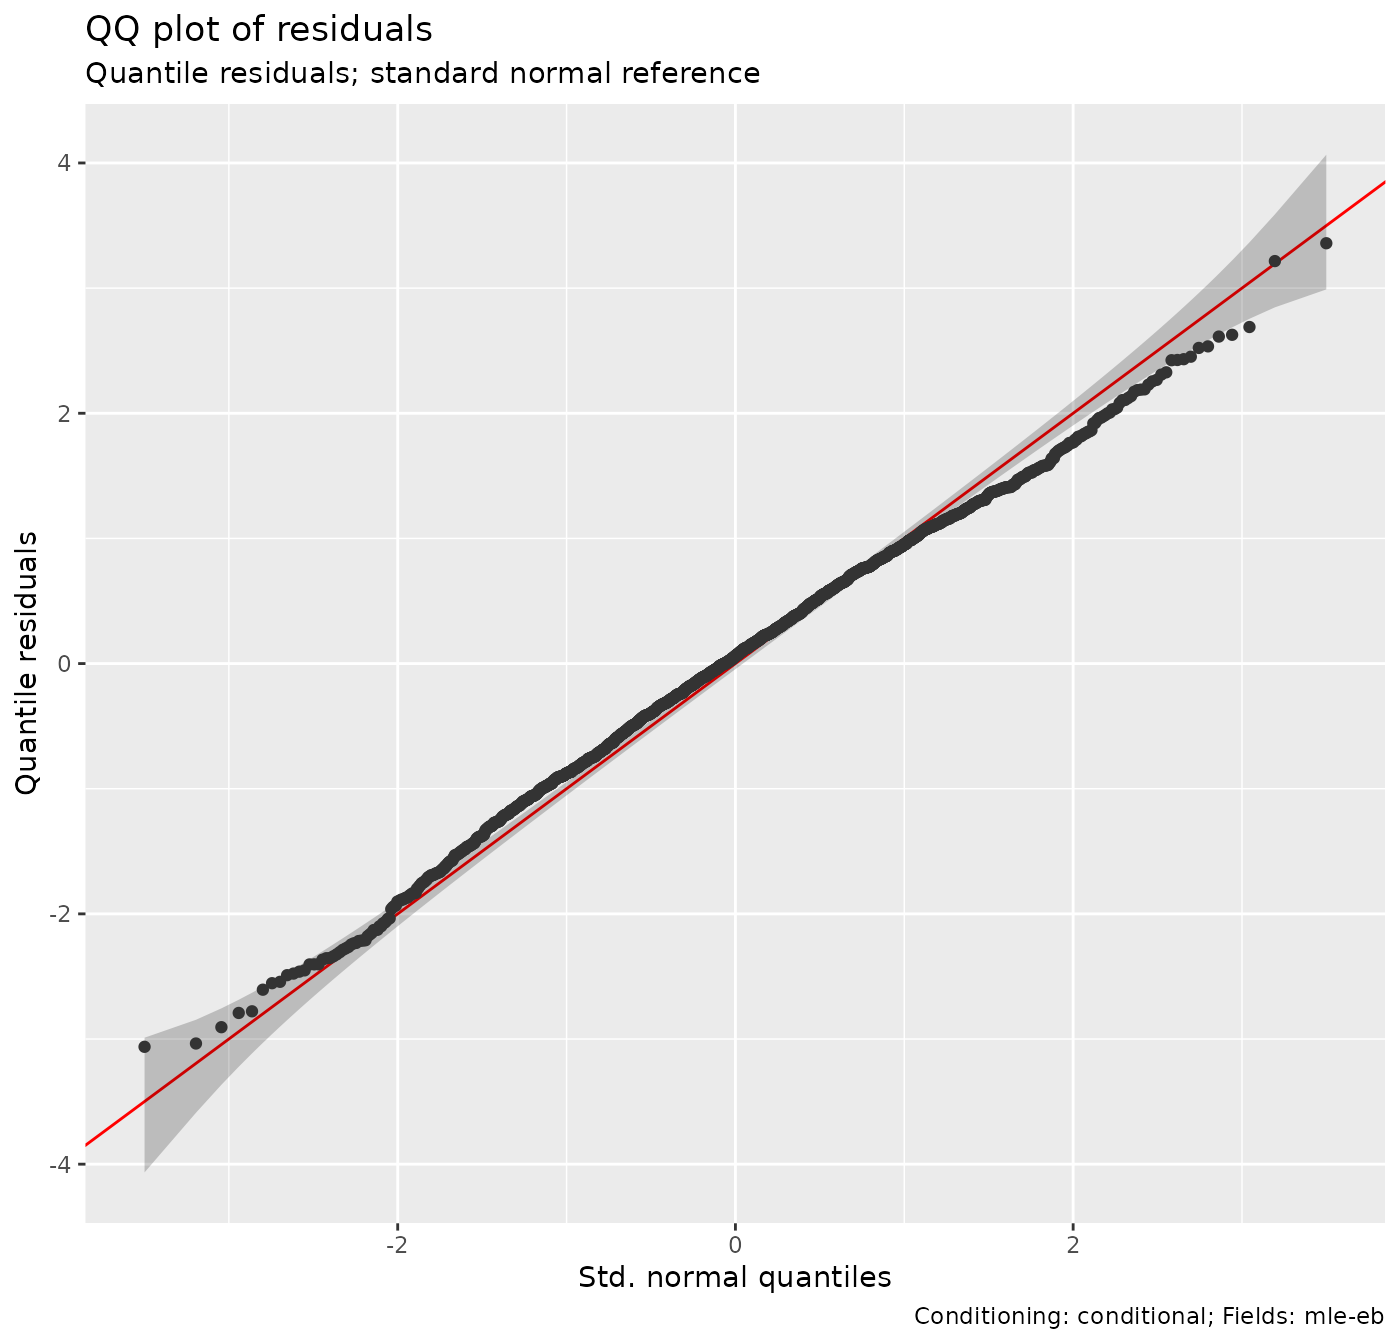 QQ plot of residuals
Quantile residuals; standard normal reference
4
2
0
-2
-4
Quantile residuals
-2
0
2
Std. normal quantiles
Conditioning: conditional; Fields: mle-eb